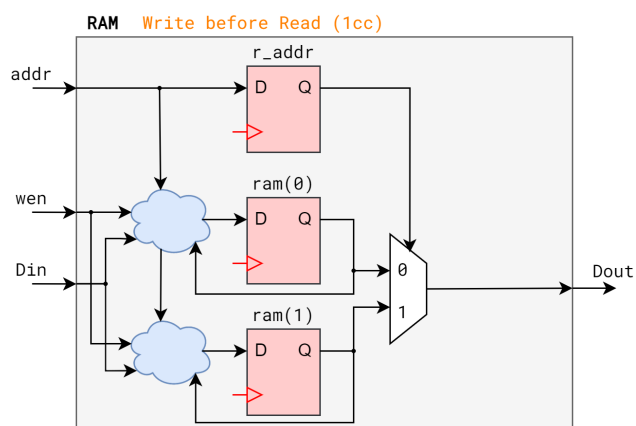 RAM Write before Read (1cc)
r_addr
addr
D Q
ram(0)
wen
D Q
Din
0
Dout
1
ram(1)
D Q